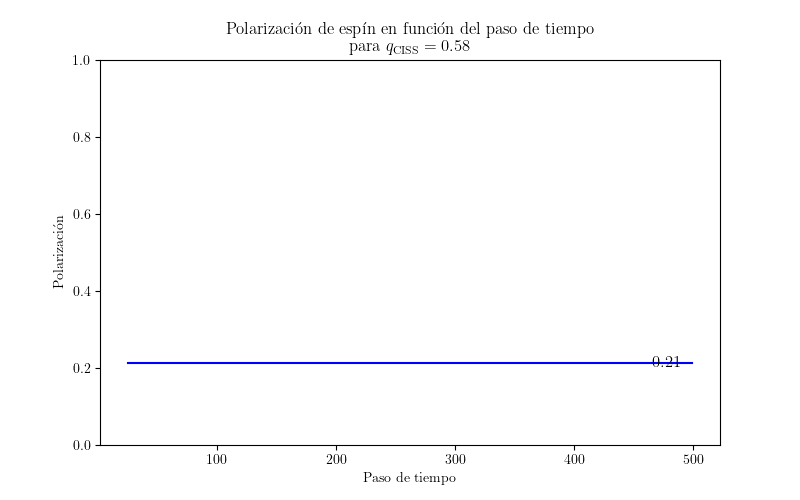 Polarización de espín en función del paso de tiempo
para q_CISS = 0.58
1.0
0.8
0.6
0.4
0.2
0.0
Polarización
0.21
100 200 300 400 500
Paso de tiempo